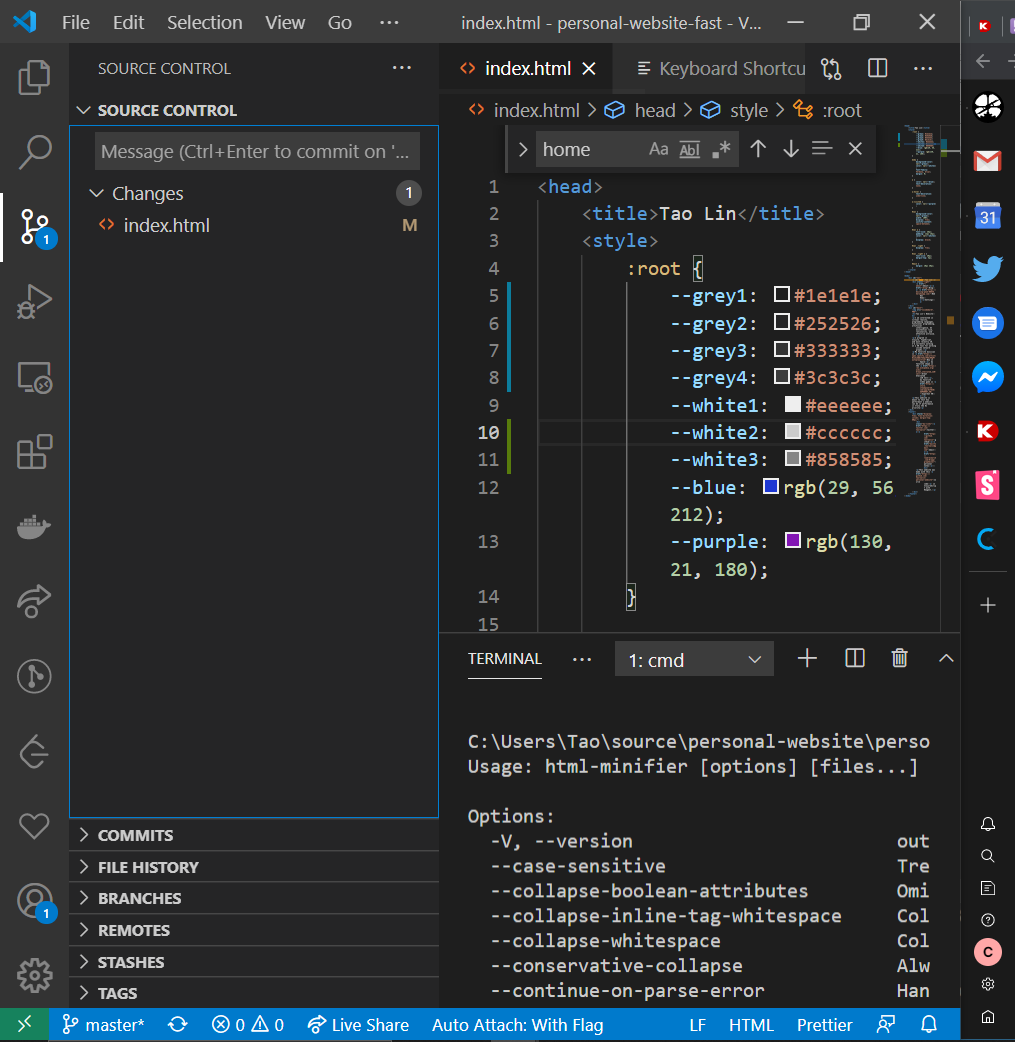 File Edit Selection View Go ··· index.html - personal-website-fast - V...
SOURCE CONTROL ···
SOURCE CONTROL
Message (Ctrl+Enter to commit on '...
Changes 1
index.html M
1
index.html Keyboard Shortcu ···
index.html > head > style > :root
home Aa Abl .*
1 <head>
2 <title>Tao Lin</title>
3 <style>
4 :root {
5 --grey1: #1e1e1e;
6 --grey2: #252526;
7 --grey3: #333333;
8 --grey4: #3c3c3c;
9 --white1: #eeeeee;
10 --white2: #cccccc;
11 --white3: #858585;
12 --blue: rgb(29, 56
212);
13 --purple: rgb(130,
21, 180);
14 }
15
TERMINAL ··· 1: cmd
C:\Users\Tao\source\personal-website\perso
Usage: html-minifier [options] [files...]
Options:
-V, --version out
--case-sensitive Tre
--collapse-boolean-attributes Omi
--collapse-inline-tag-whitespace Col
--collapse-whitespace Col
--conservative-collapse Alw
--continue-on-parse-error Han
COMMITS
FILE HISTORY
BRANCHES
REMOTES
STASHES
TAGS
1
master* 0 0 Live Share Auto Attach: With Flag LF HTML Prettier
K
31
K
S
C
C